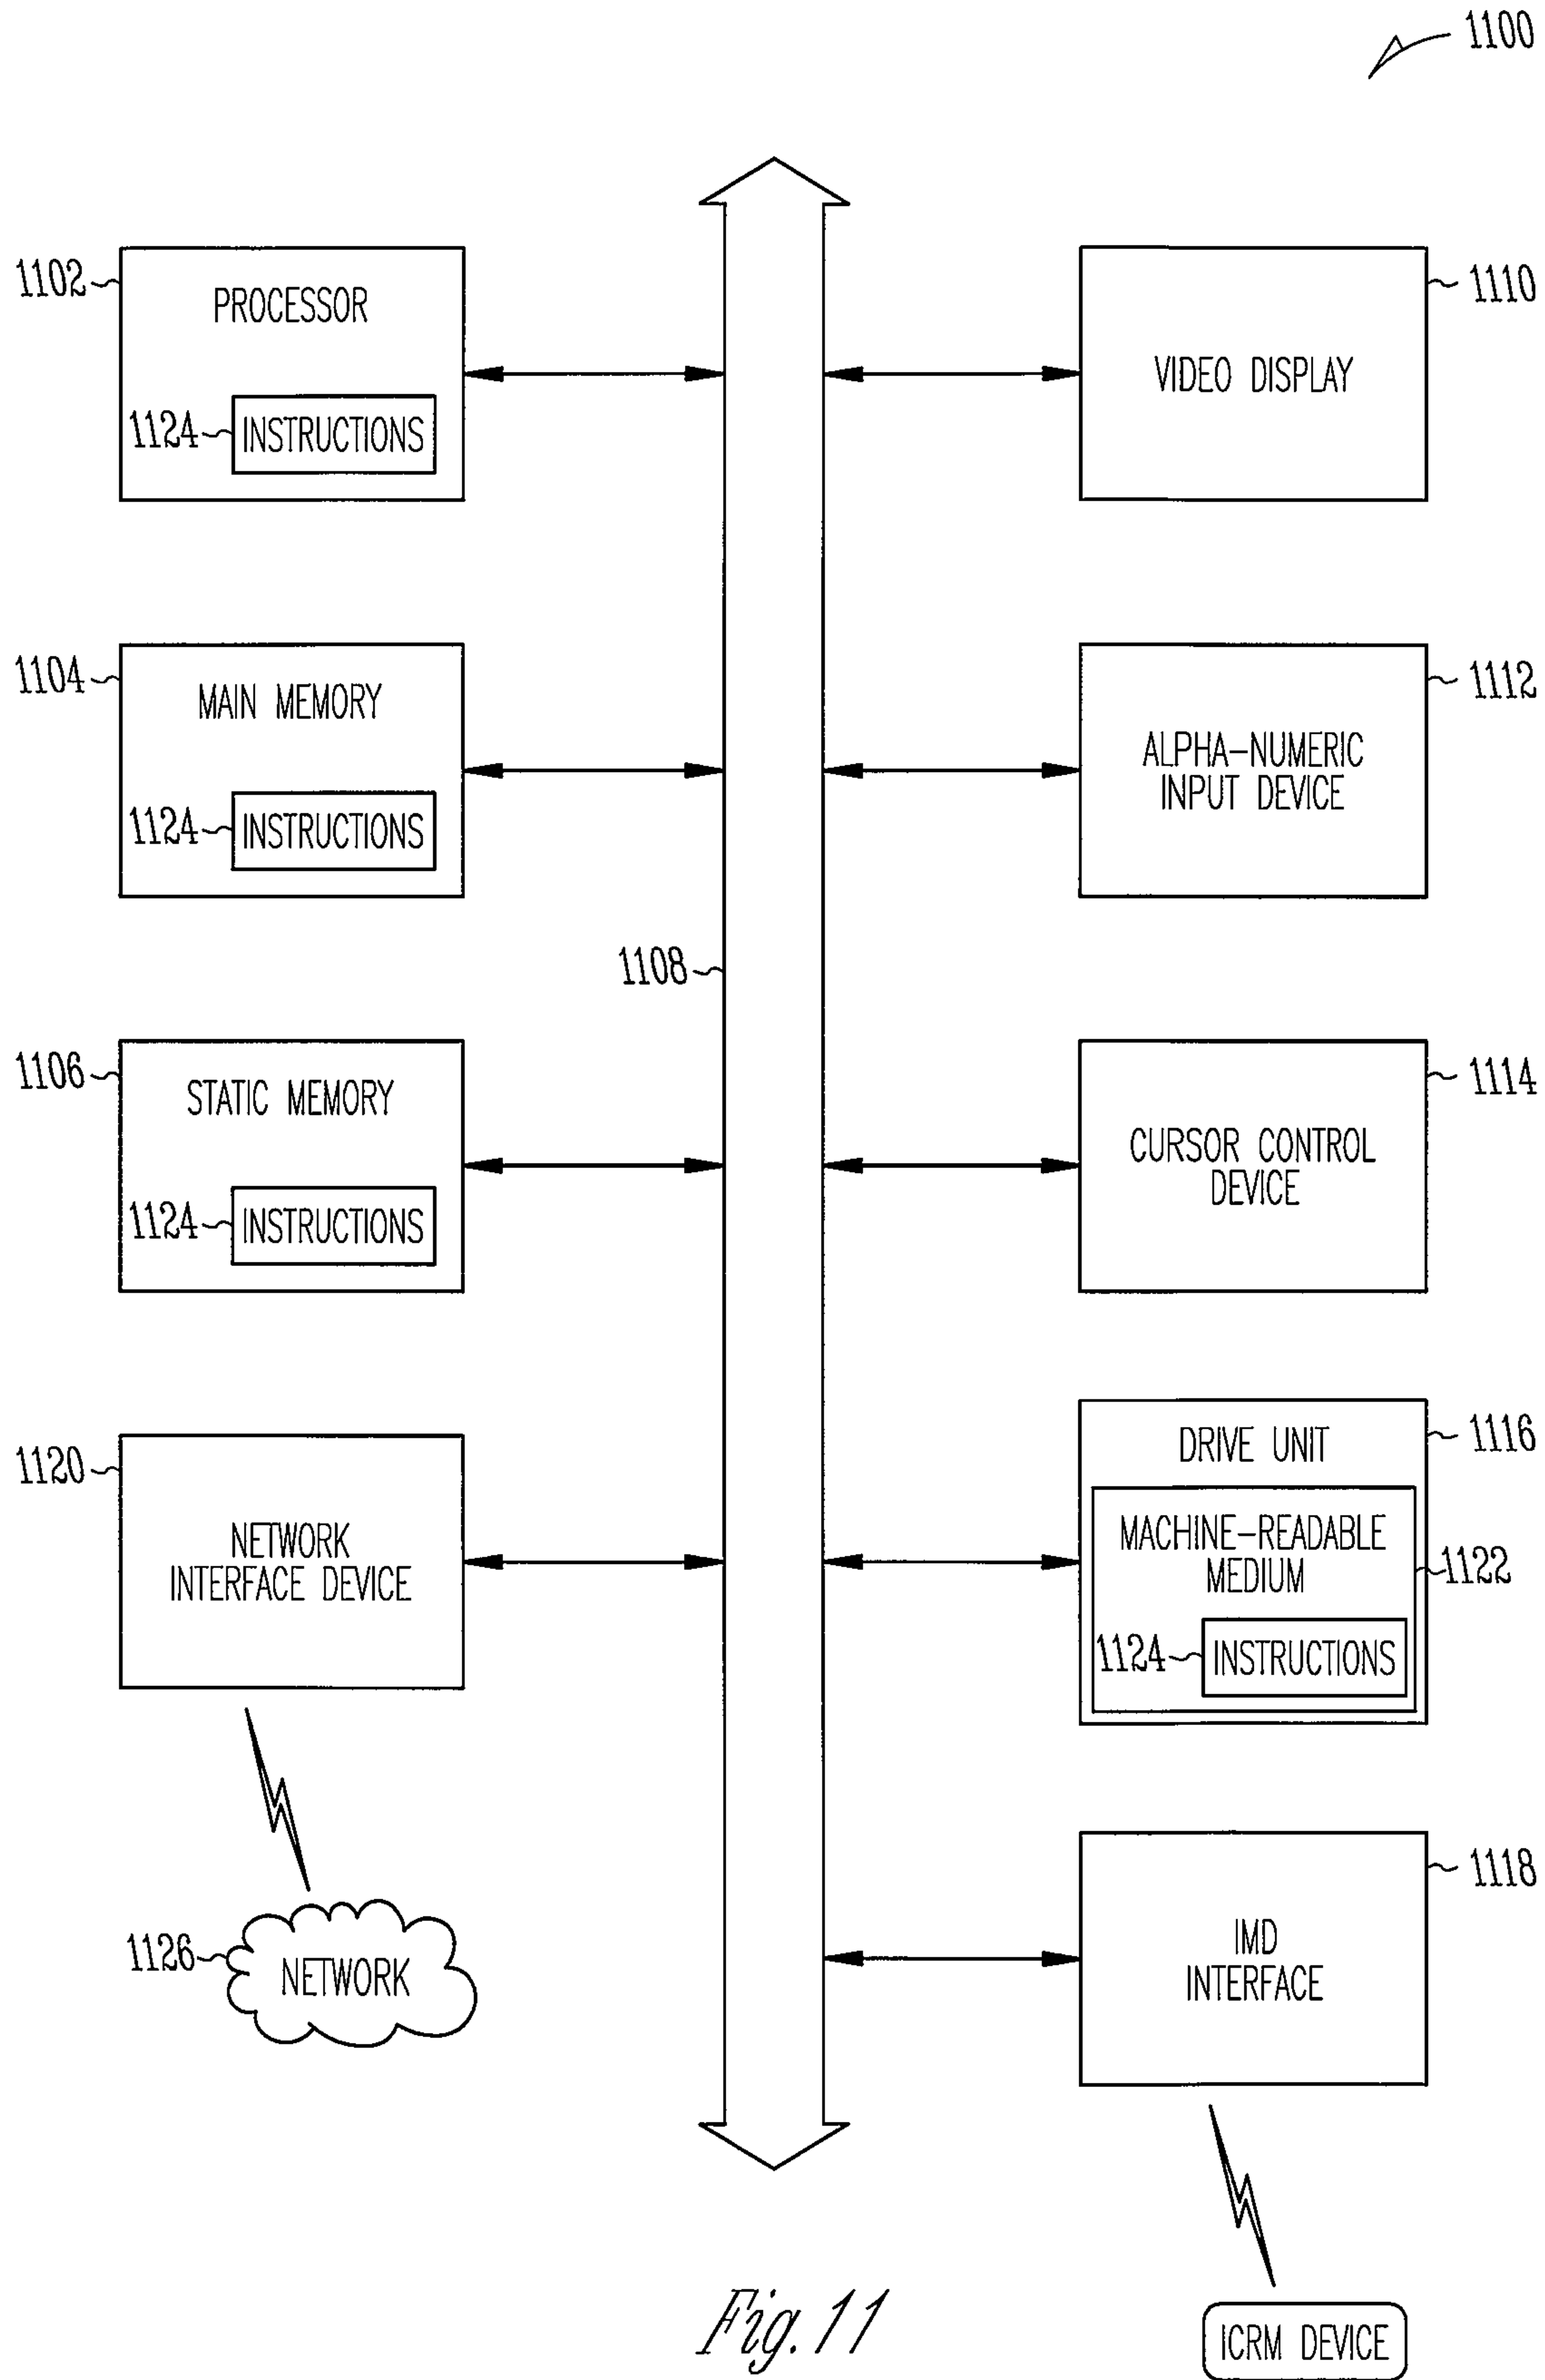 1100
1102
PROCESSOR
1124
INSTRUCTIONS
1110
VIDEO DISPLAY
1104
MAIN MEMORY
1124
INSTRUCTIONS
1112
ALPHA-NUMERIC
INPUT DEVICE
1108
1106
STATIC MEMORY
1124
INSTRUCTIONS
1114
CURSOR CONTROL
DEVICE
1120
NETWORK
INTERFACE DEVICE
1116
DRIVE UNIT
MACHINE-READABLE
MEDIUM
1122
1124
INSTRUCTIONS
1126
NETWORK
1118
IMD
INTERFACE
ICRM DEVICE
Fig. 11